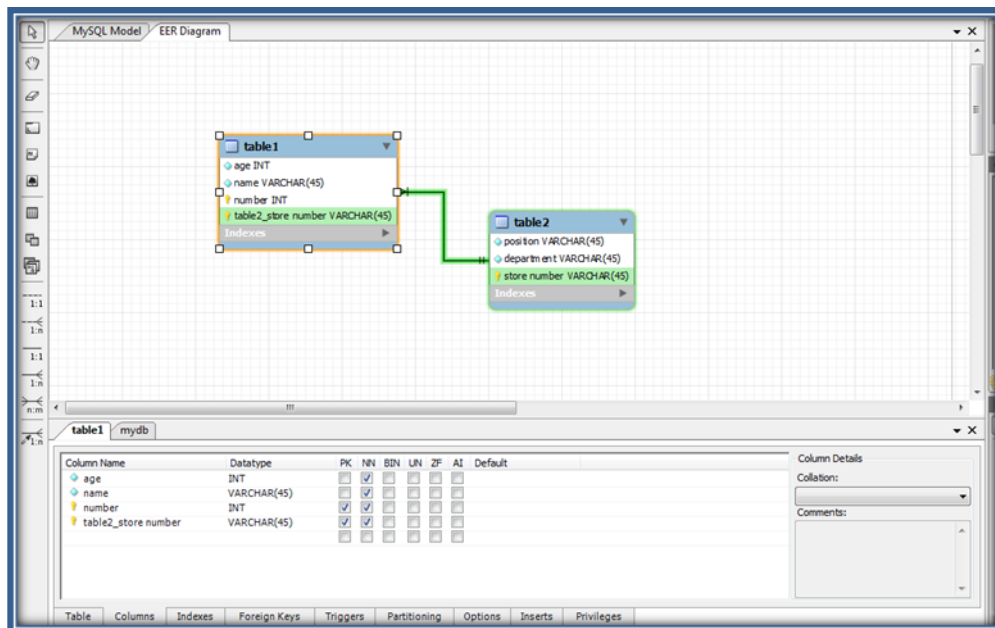 MySQL Model EER Diagram
table1
age INT
name VARCHAR(45)
number INT
table2_store number VARCHAR(45)
Indexes
table2
position VARCHAR(45)
department VARCHAR(45)
store number VARCHAR(45)
Indexes
1:1
1:n
1:1
1:n
n:m
1:n
table1 mydb
Column Name Datatype PK NN BIN UN ZF AI Default
age INT
name VARCHAR(45)
number INT
table2_store number VARCHAR(45)
Column Details
Collation:
Comments:
Table Columns Indexes Foreign Keys Triggers Partitioning Options Inserts Privileges